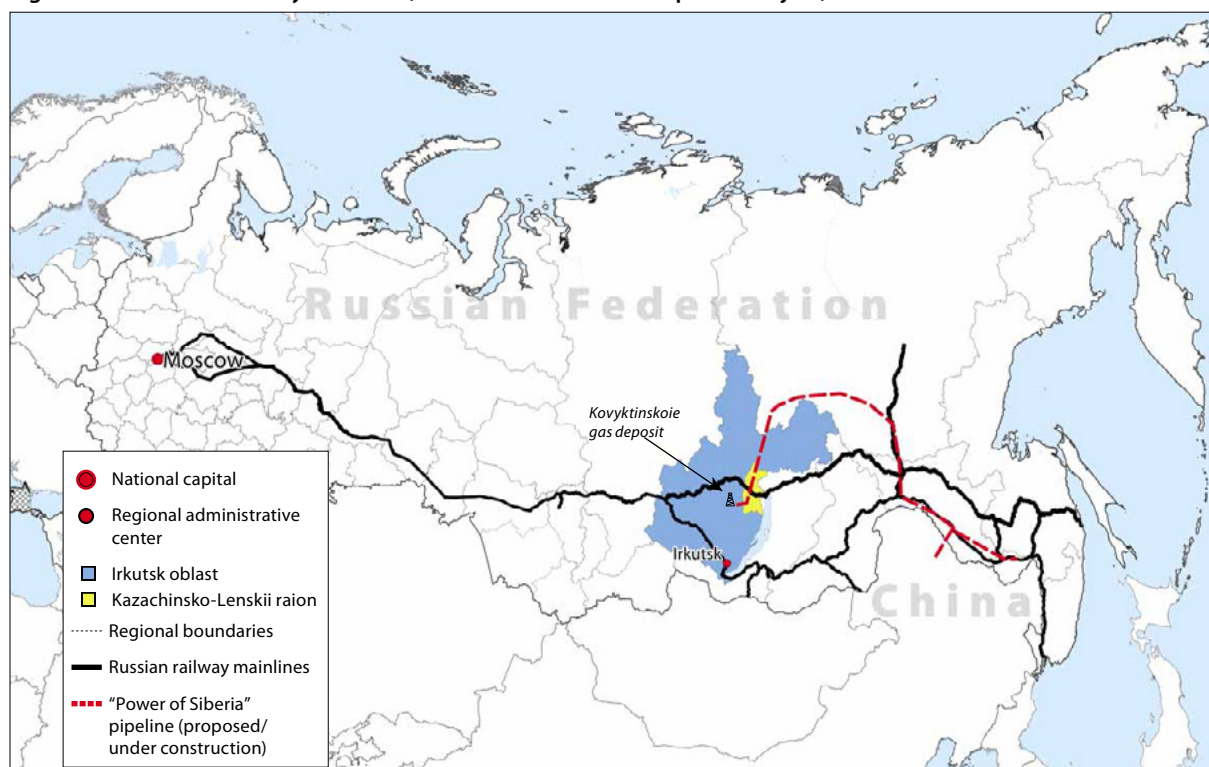 Russian Federation
Moscow
Kovyktinskoie
gas deposit
Irkutsk
China
National capital
Regional administrative
center
Irkutsk oblast
Kazachinsko-Lenskii raion
Regional boundaries
Russian railway mainlines
“Power of Siberia”
pipeline (proposed/
under construction)